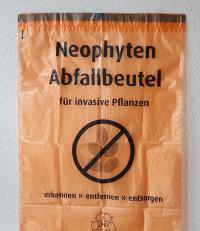 Neophyten
Abfallbeutel
für invasive Pflanzen
erkennen » entfernen » entsorgen